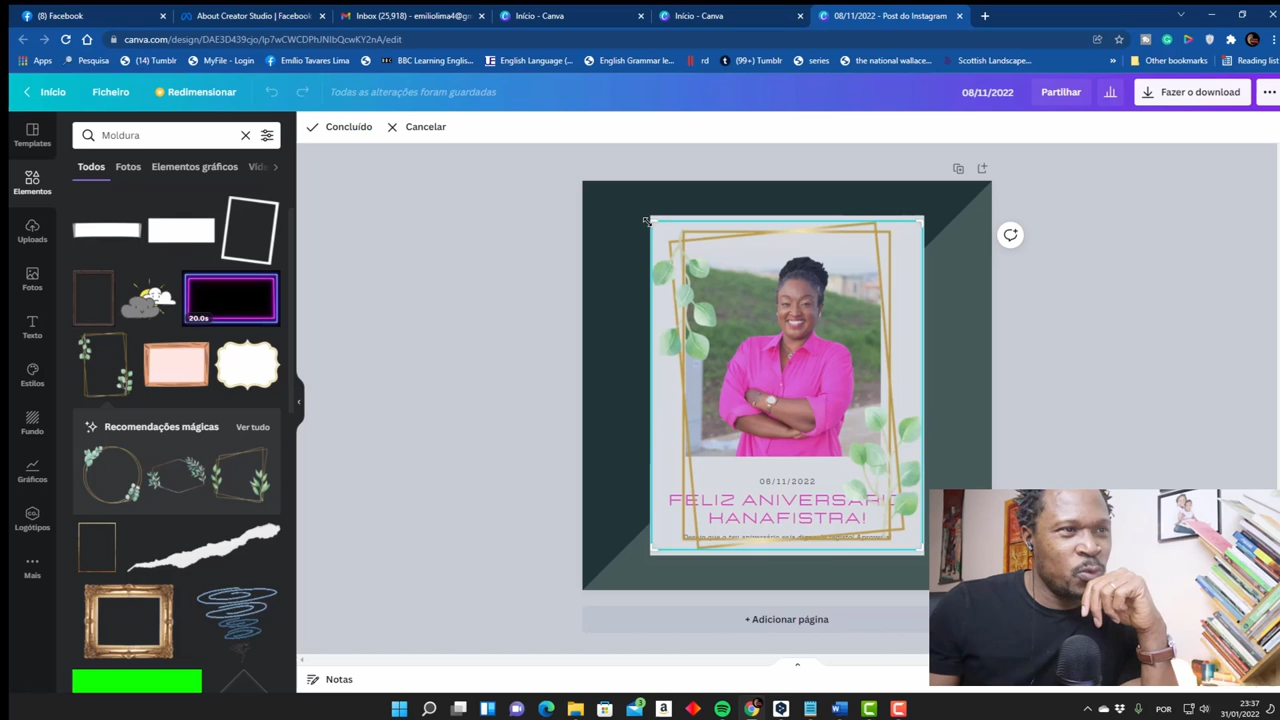 (8) Facebook
About Creator Studio | Facebook
Inbox (25,918) - emiliolima4@gm
Início - Canva
Início - Canva
08/11/2022 - Post do Instagram
canva.com/design/DAE3D439cjo/lp7wCWCDPhJNIbQcwKY2nA/edit
Apps
Pesquisa
(14) Tumblr
MyFile - Login
Emílio Tavares Lima
BBC Learning Englis...
English Language (...
English Grammar le...
rd
(99+) Tumblr
series
the national wallace...
Scottish Landscape...
Other bookmarks
Reading list
Início
Ficheiro
Redimensionar
Todas as alterações foram guardadas
08/11/2022
Partilhar
Fazer o download
Templates
Elementos
Uploads
Fotos
Texto
Estilos
Fundo
Gráficos
Logótipos
Mais
Moldura
Todos
Fotos
Elementos gráficos
Víde
20.0s
Recomendações mágicas
Ver tudo
Concluído
Cancelar
08/11/2022
FELIZ ANIVERSÁRIO
HANAFISTRA!
+ Adicionar página
Notas
POR
23:37
31/01/2022